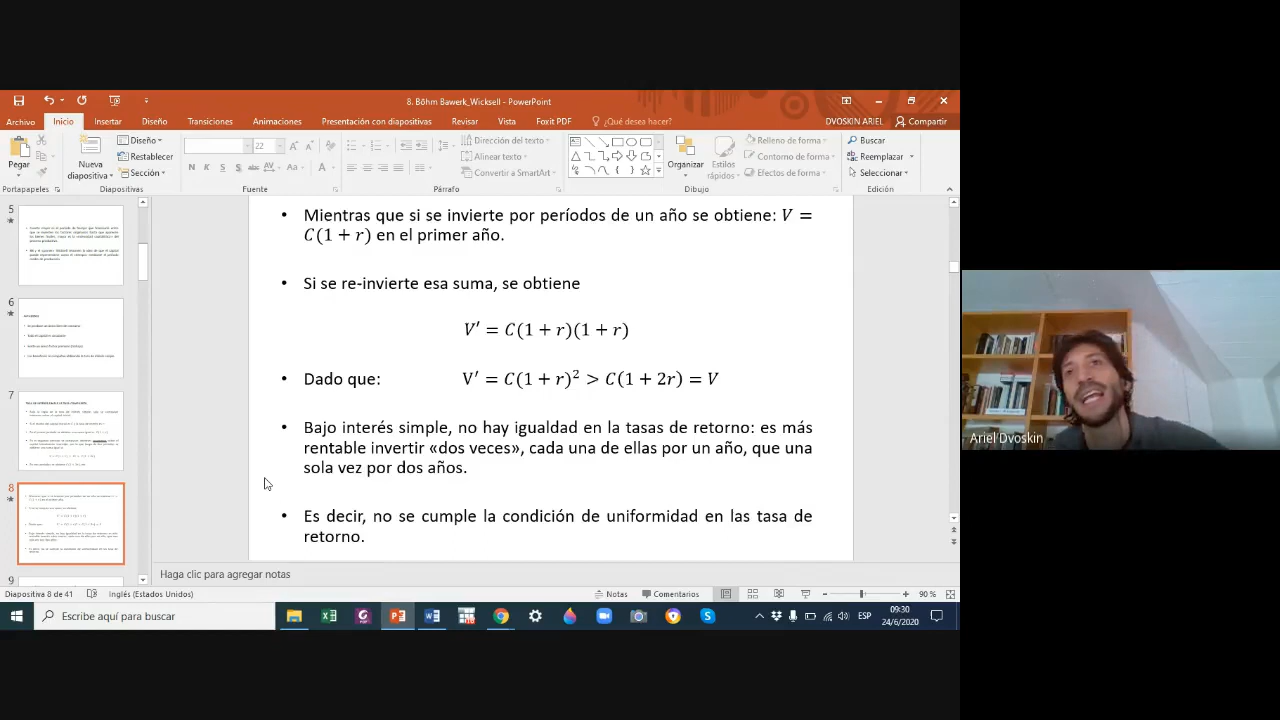 8. Böhm Bawerk_Wicksell - PowerPoint
DVOSKIN ARIEL
Compartir
Archivo
Inicio
Insertar
Diseño
Transiciones
Animaciones
Presentación con diapositivas
Revisar
Vista
Foxit PDF
¿Qué desea hacer?
Pegar
Nueva
diapositiva
Diseño
Restablecer
Sección
22
Dirección del texto
Alinear texto
Convertir a SmartArt
Organizar
Estilos
rápidos
Relleno de forma
Contorno de forma
Efectos de forma
Buscar
Reemplazar
Seleccionar
Portapapeles
Diapositivas
Fuente
Párrafo
Dibujo
Edición
5
6
7
8
9
• Mientras que si se invierte por períodos de un año se obtiene: V =
C(1 + r) en el primer año.
• Si se re-invierte esa suma, se obtiene
V′ = C(1 + r)(1 + r)
• Dado que: V′ = C(1 + r)² > C(1 + 2r) = V
• Bajo interés simple, no hay igualdad en la tasas de retorno: es más
rentable invertir «dos veces», cada una de ellas por un año, que una
sola vez por dos años.
• Es decir, no se cumple la condición de uniformidad en las tasa de
retorno.
Ariel Dvoskin
Haga clic para agregar notas
Diapositiva 8 de 41
Inglés (Estados Unidos)
Notas
Comentarios
90 %
Escribe aquí para buscar
ESP
09:30
24/6/2020